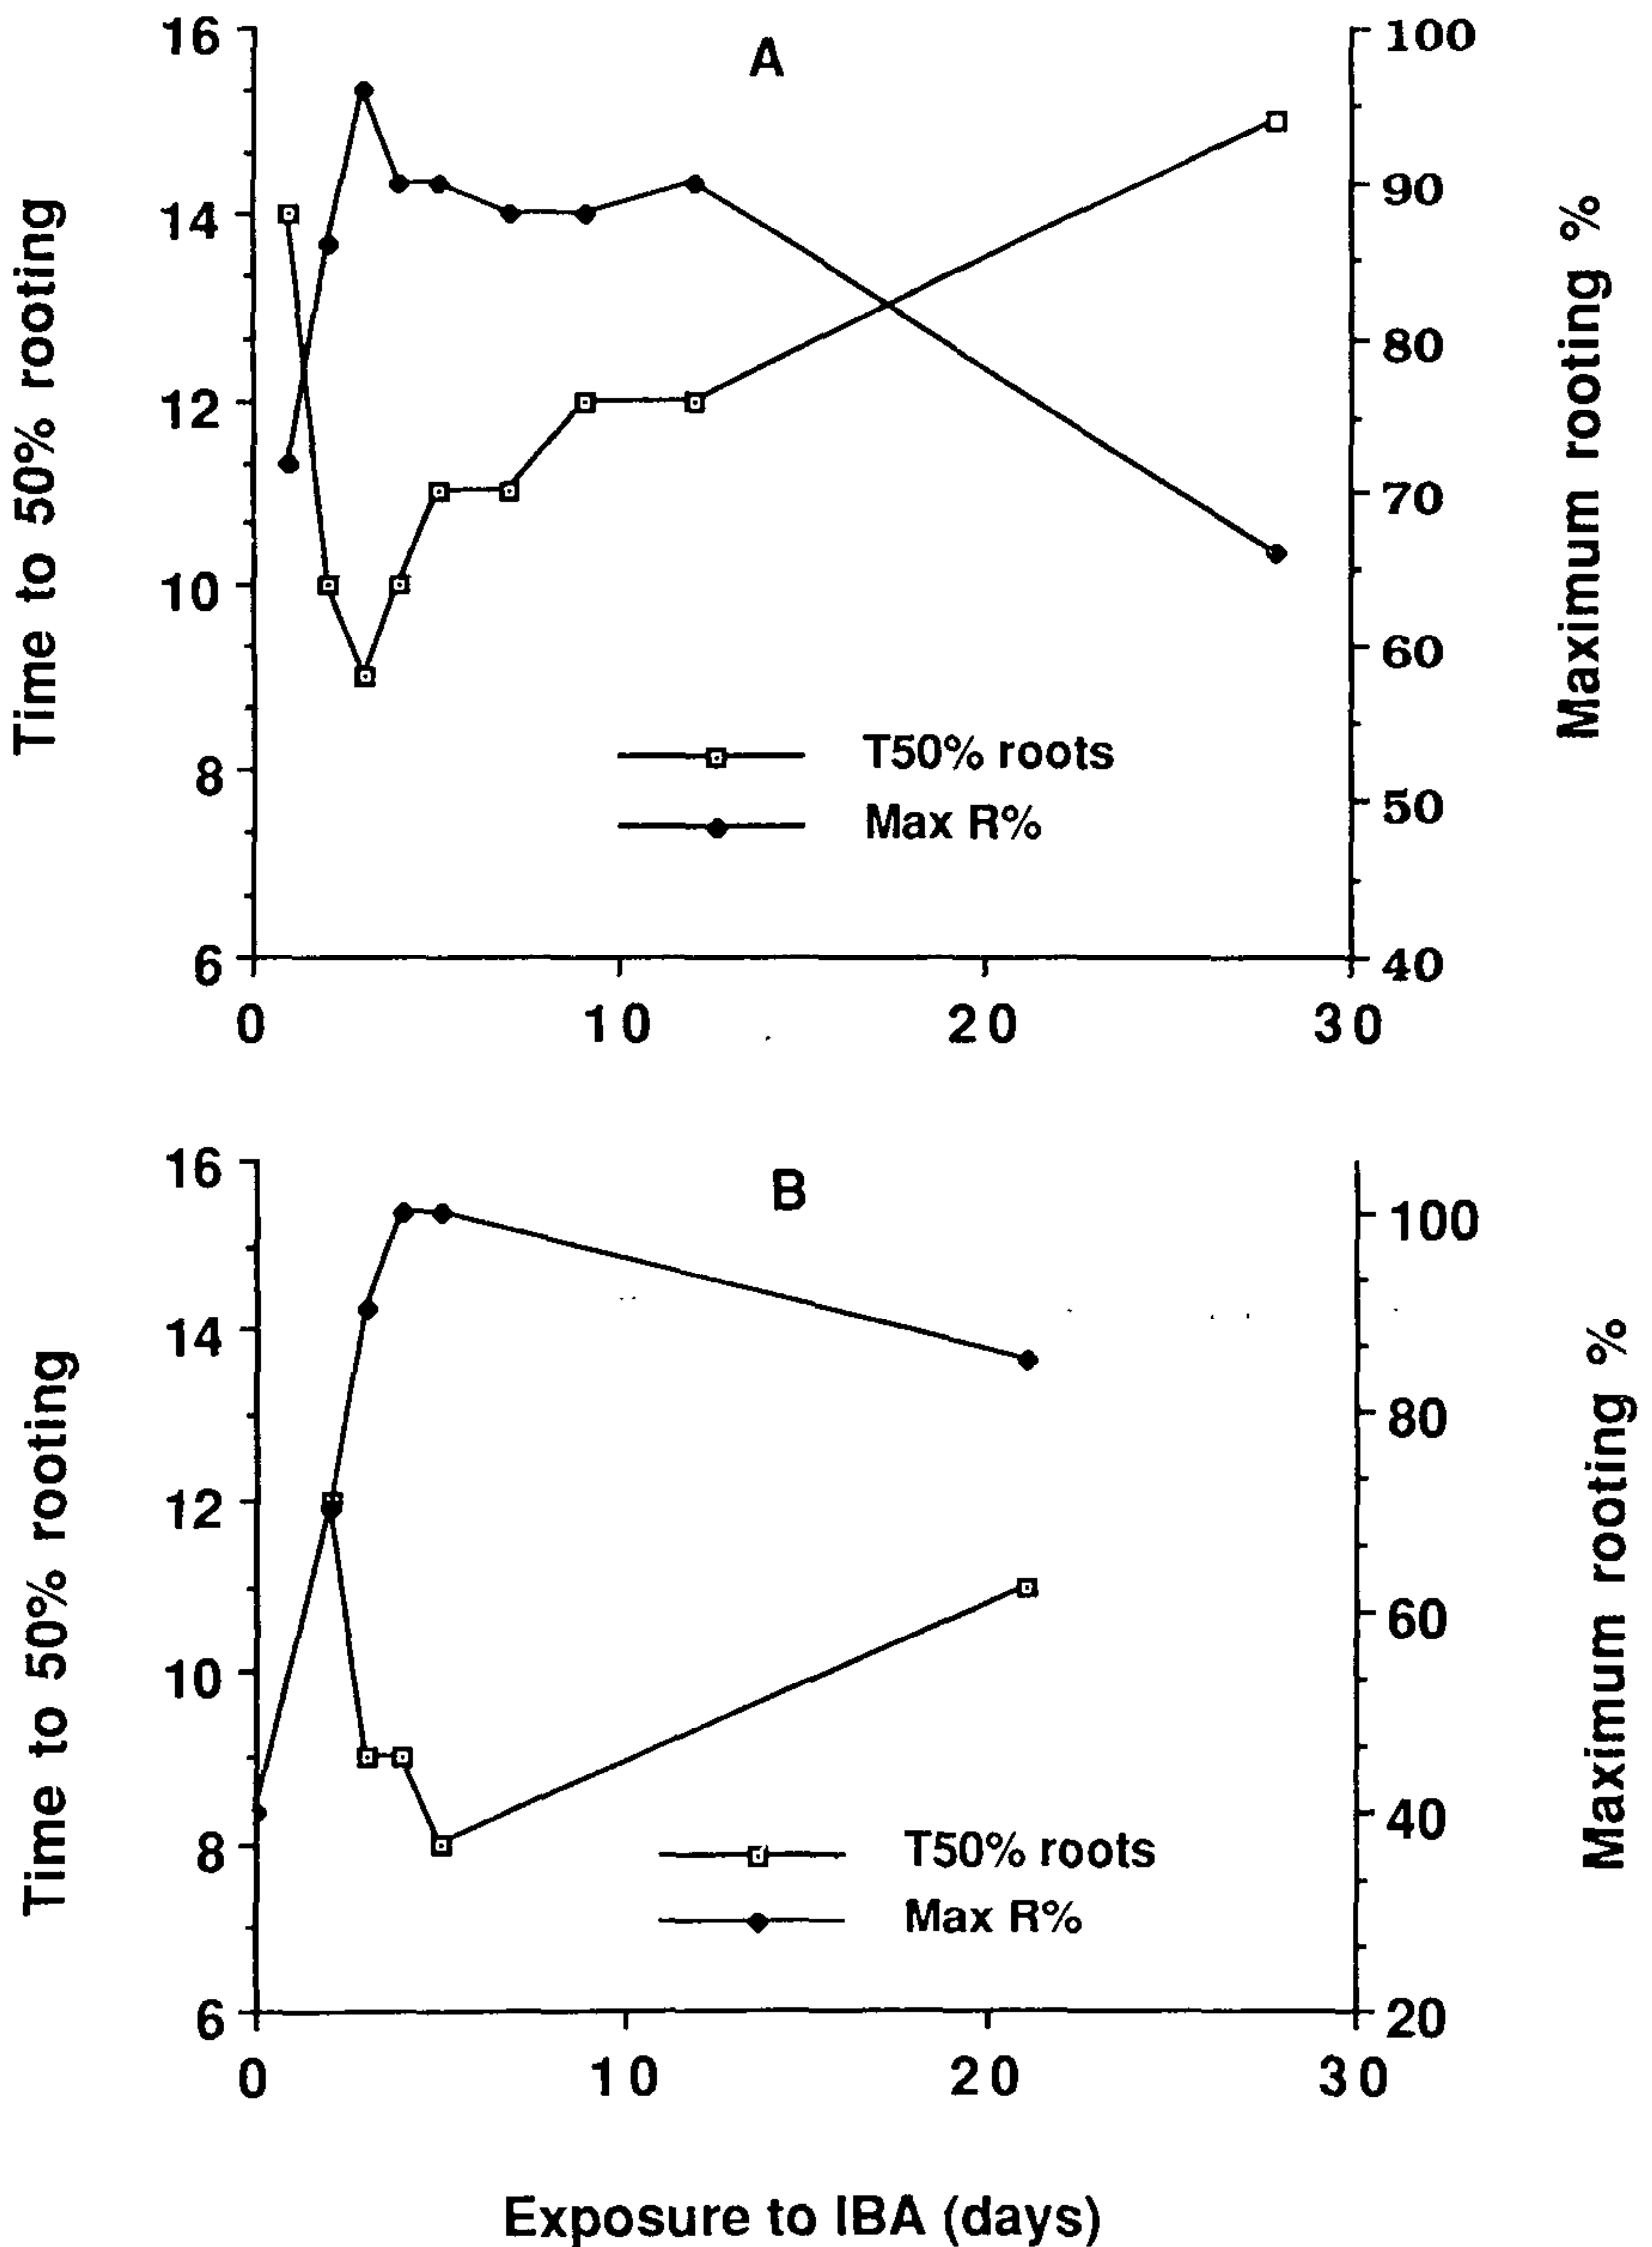 A
Time to 50% rooting
16
14
12
10
8
6
100
90
80
70
60
50
40
Maximum rooting %
T50% roots
Max R%
0 10 20 30
B
Time to 50% rooting
16
14
12
10
8
6
100
80
60
40
20
Maximum rooting %
T50% roots
Max R%
0 10 20 30
Exposure to IBA (days)